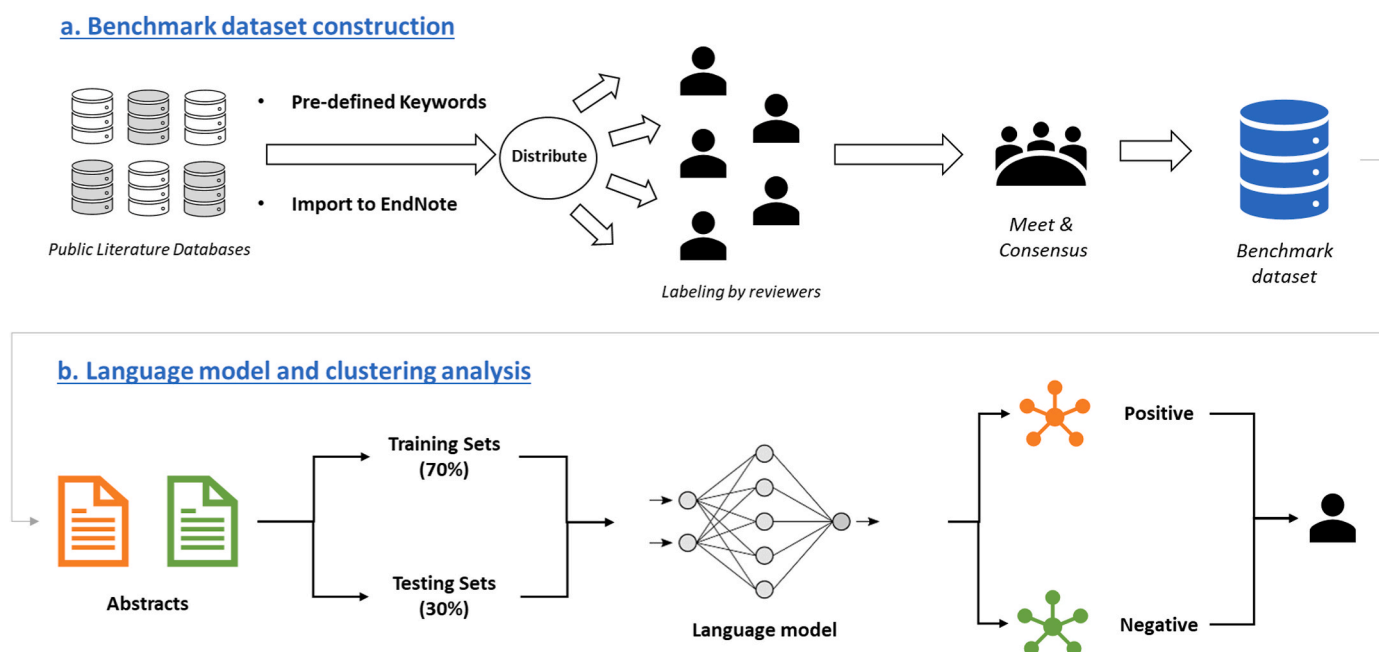 a. Benchmark dataset construction
• Pre-defined Keywords
Distribute
• Import to EndNote
Public Literature Databases
Labeling by reviewers
Meet &
Consensus
Benchmark
dataset
b. Language model and clustering analysis
Abstracts
Training Sets
(70%)
Testing Sets
(30%)
Language model
Positive
Negative